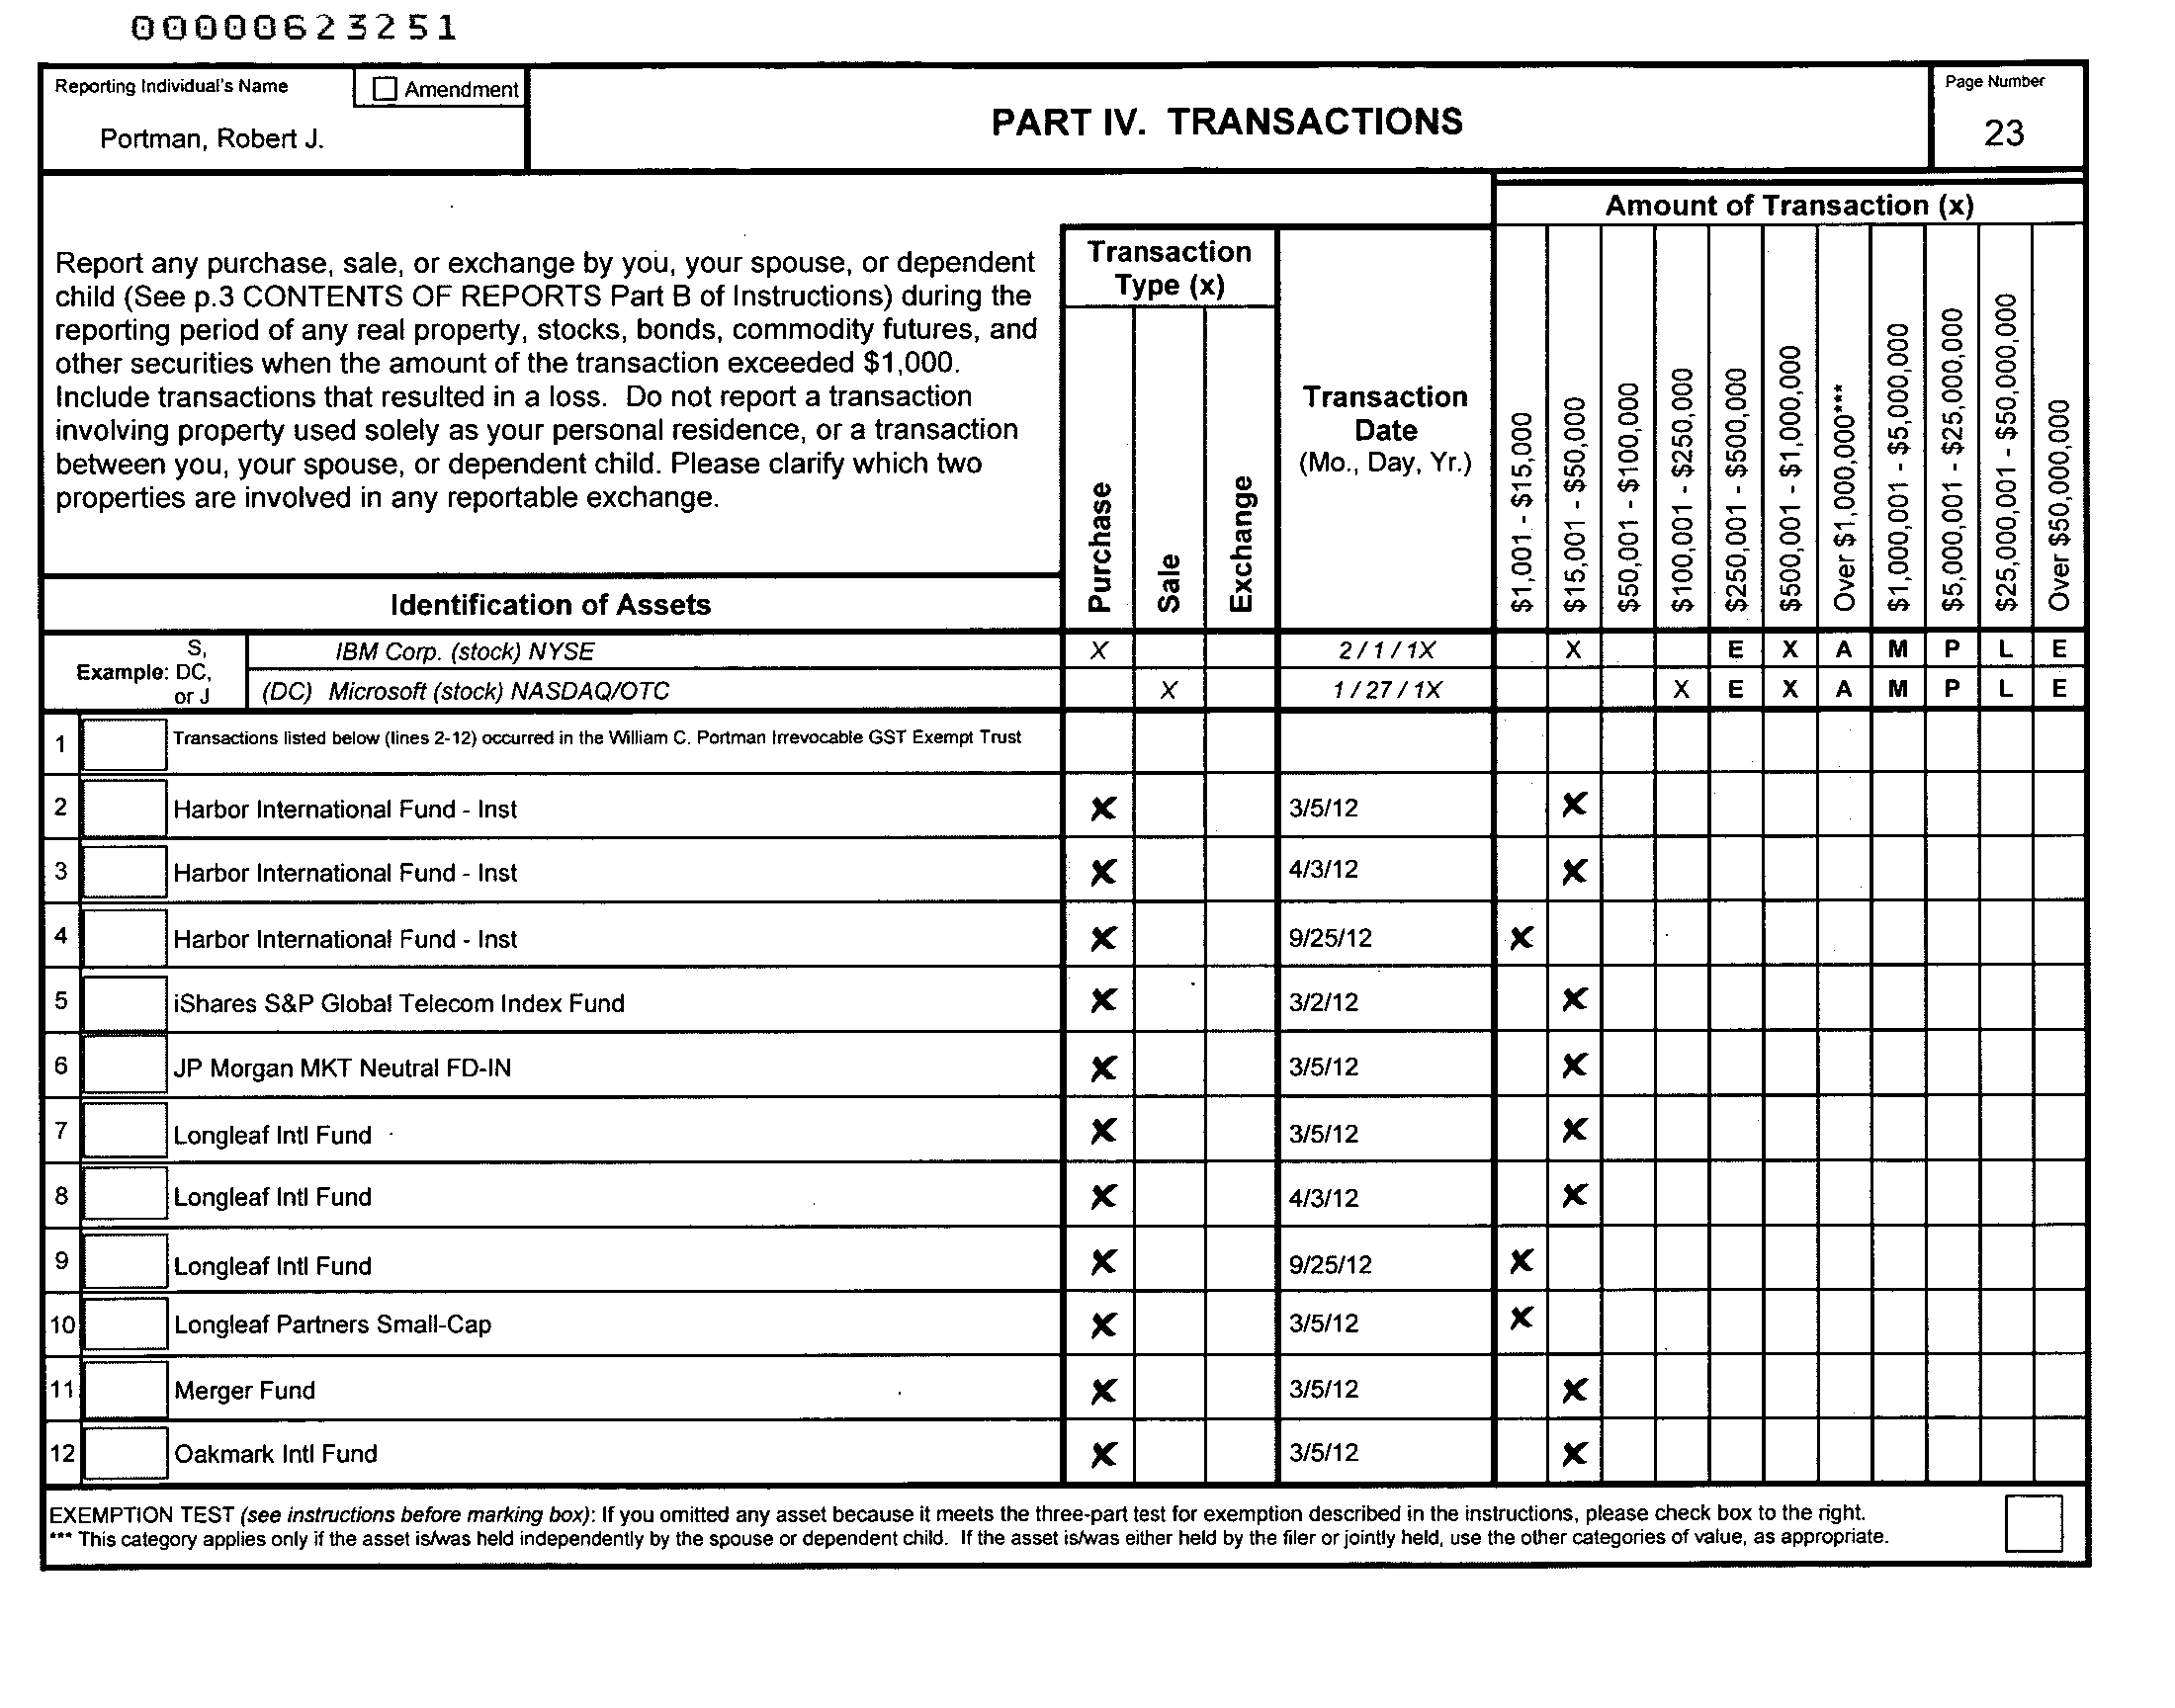 00000623251
Reporting Individual's Name
☐ Amendment
Portman, Robert J.
PART IV. TRANSACTIONS
Page Number
23
Report any purchase, sale, or exchange by you, your spouse, or dependent
child (See p.3 CONTENTS OF REPORTS Part B of Instructions) during the
reporting period of any real property, stocks, bonds, commodity futures, and
other securities when the amount of the transaction exceeded $1,000.
Include transactions that resulted in a loss. Do not report a transaction
involving property used solely as your personal residence, or a transaction
between you, your spouse, or dependent child. Please clarify which two
properties are involved in any reportable exchange.
Identification of Assets
Transaction
Type (x)
Purchase
Sale
Exchange
Transaction
Date
(Mo., Day, Yr.)
Amount of Transaction (x)
$1,001 - $15,000
$15,001 - $50,000
$50,001 - $100,000
$100,001 - $250,000
$250,001 - $500,000
$500,001 - $1,000,000
Over $1,000,000***
$1,000,001 - $5,000,000
$5,000,001 - $25,000,000
$25,000,001 - $50,000,000
Over $50,000,000
Example:
S,
DC,
or J
IBM Corp. (stock) NYSE X 2 / 1 / 1X X E X A M P L E
(DC) Microsoft (stock) NASDAQ/OTC X 1 / 27 / 1X X E X A M P L E
1 Transactions listed below (lines 2-12) occurred in the William C. Portman Irrevocable GST Exempt Trust
2 Harbor International Fund - Inst X 3/5/12 X
3 Harbor International Fund - Inst X 4/3/12 X
4 Harbor International Fund - Inst X 9/25/12 X
5 iShares S&P Global Telecom Index Fund X 3/2/12 X
6 JP Morgan MKT Neutral FD-IN X 3/5/12 X
7 Longleaf Intl Fund X 3/5/12 X
8 Longleaf Intl Fund X 4/3/12 X
9 Longleaf Intl Fund X 9/25/12 X
10 Longleaf Partners Small-Cap X 3/5/12 X
11 Merger Fund X 3/5/12 X
12 Oakmark Intl Fund X 3/5/12 X
EXEMPTION TEST (see instructions before marking box): If you omitted any asset because it meets the three-part test for exemption described in the instructions, please check box to the right.
*** This category applies only if the asset is/was held independently by the spouse or dependent child. If the asset is/was either held by the filer or jointly held, use the other categories of value, as appropriate.